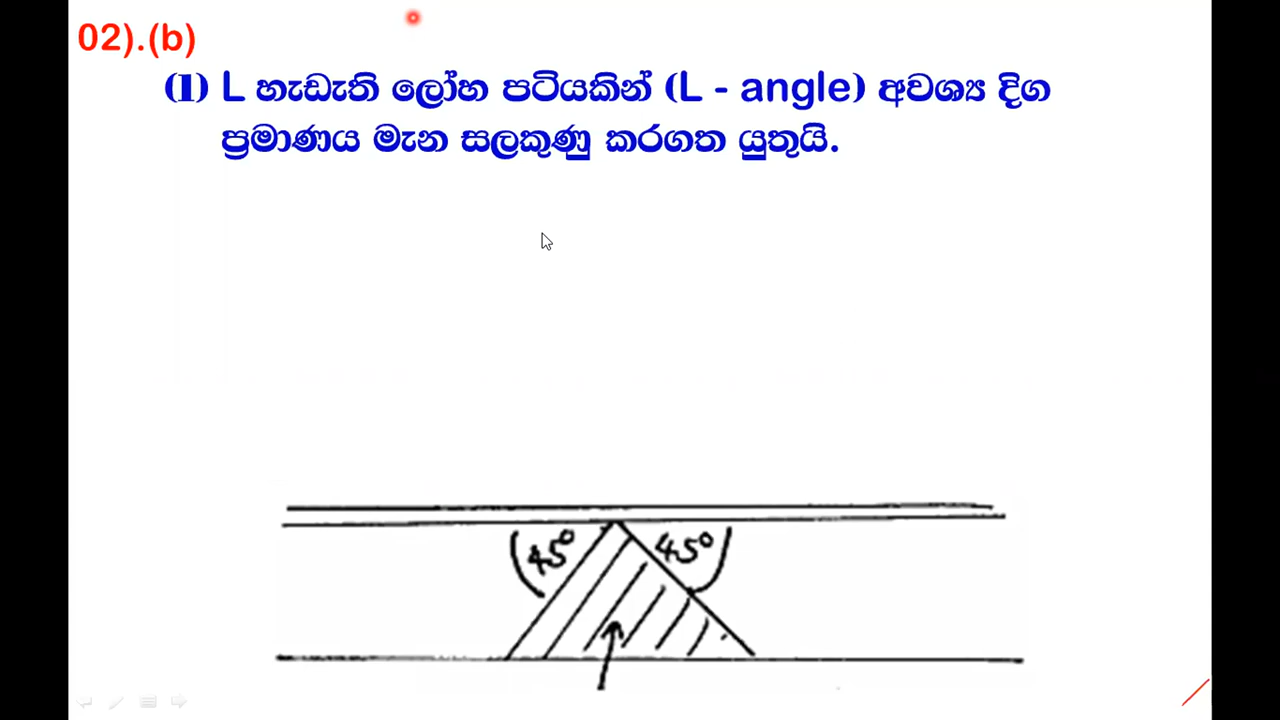 02).(b)
(1) L හැඩැති ලෝහ පටියකින් (L - angle) අවශ්‍ය දිග
ප්‍රමාණය මැන සලකුණු කරගත යුතුයි.
45° 45°